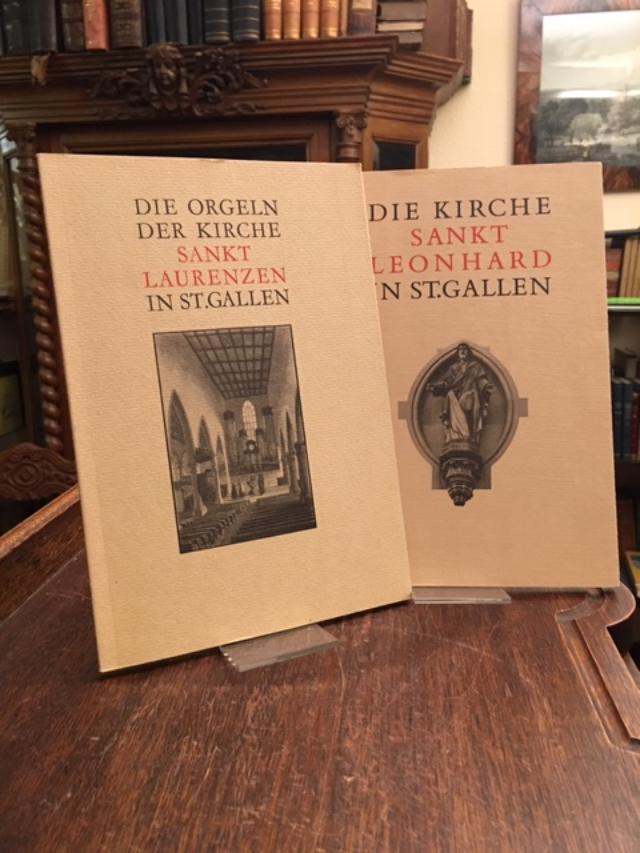 DIE ORGELN
DER KIRCHE
SANKT
LAURENZEN
IN ST.GALLEN
DIE KIRCHE
SANKT
LEONHARD
IN ST.GALLEN